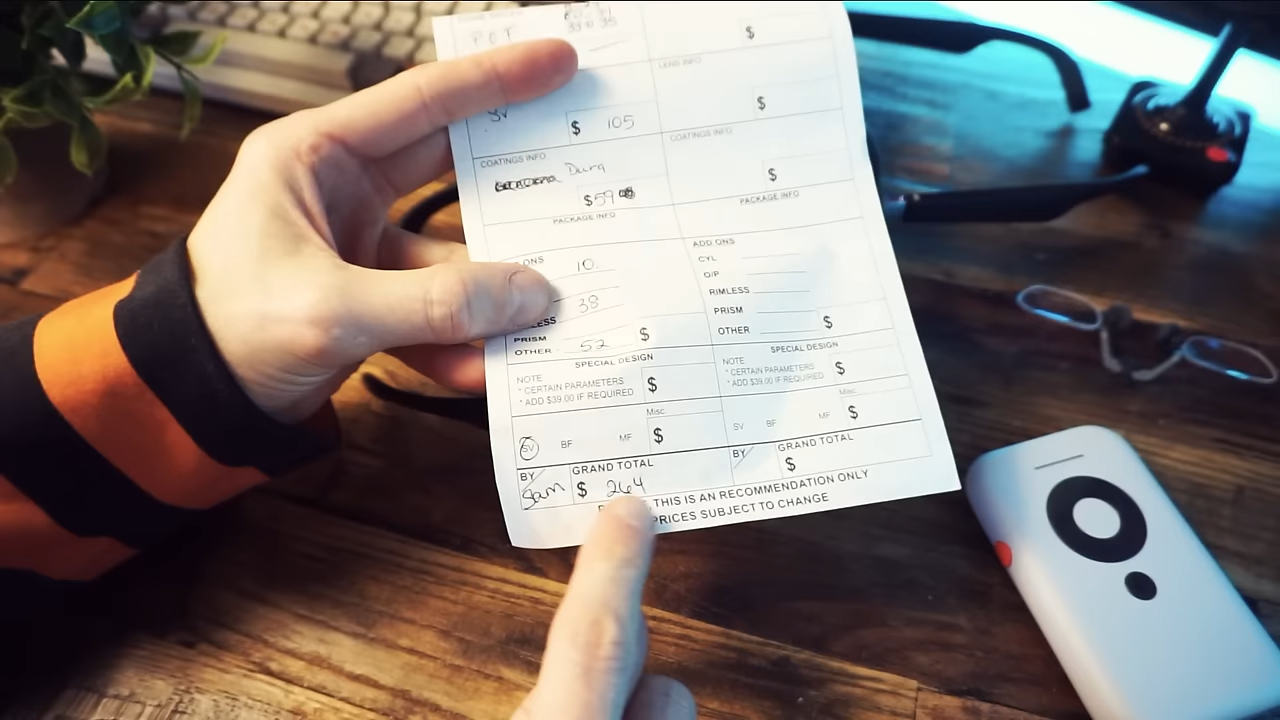 POF
$
LENS INFO
SV
$ 105
$
COATINGS INFO
COATINGS INFO
Dura
$59
$
PACKAGE INFO
PACKAGE INFO
ONS
ADD ONS
10.
CYL
O/P
38
RIMLESS
LESS
PRISM
PRISM
OTHER 52 $
OTHER $
SPECIAL DESIGN
SPECIAL DESIGN
NOTE
* CERTAIN PARAMETERS
* ADD $39.00 IF REQUIRED
$
NOTE
* CERTAIN PARAMETERS
* ADD $39.00 IF REQUIRED
$
Misc.
Misc.
SV BF MF $
SV BF MF $
BY
Sam
GRAND TOTAL
$ 264
BY
GRAND TOTAL
$
THIS IS AN RECOMMENDATION ONLY
PRICES SUBJECT TO CHANGE